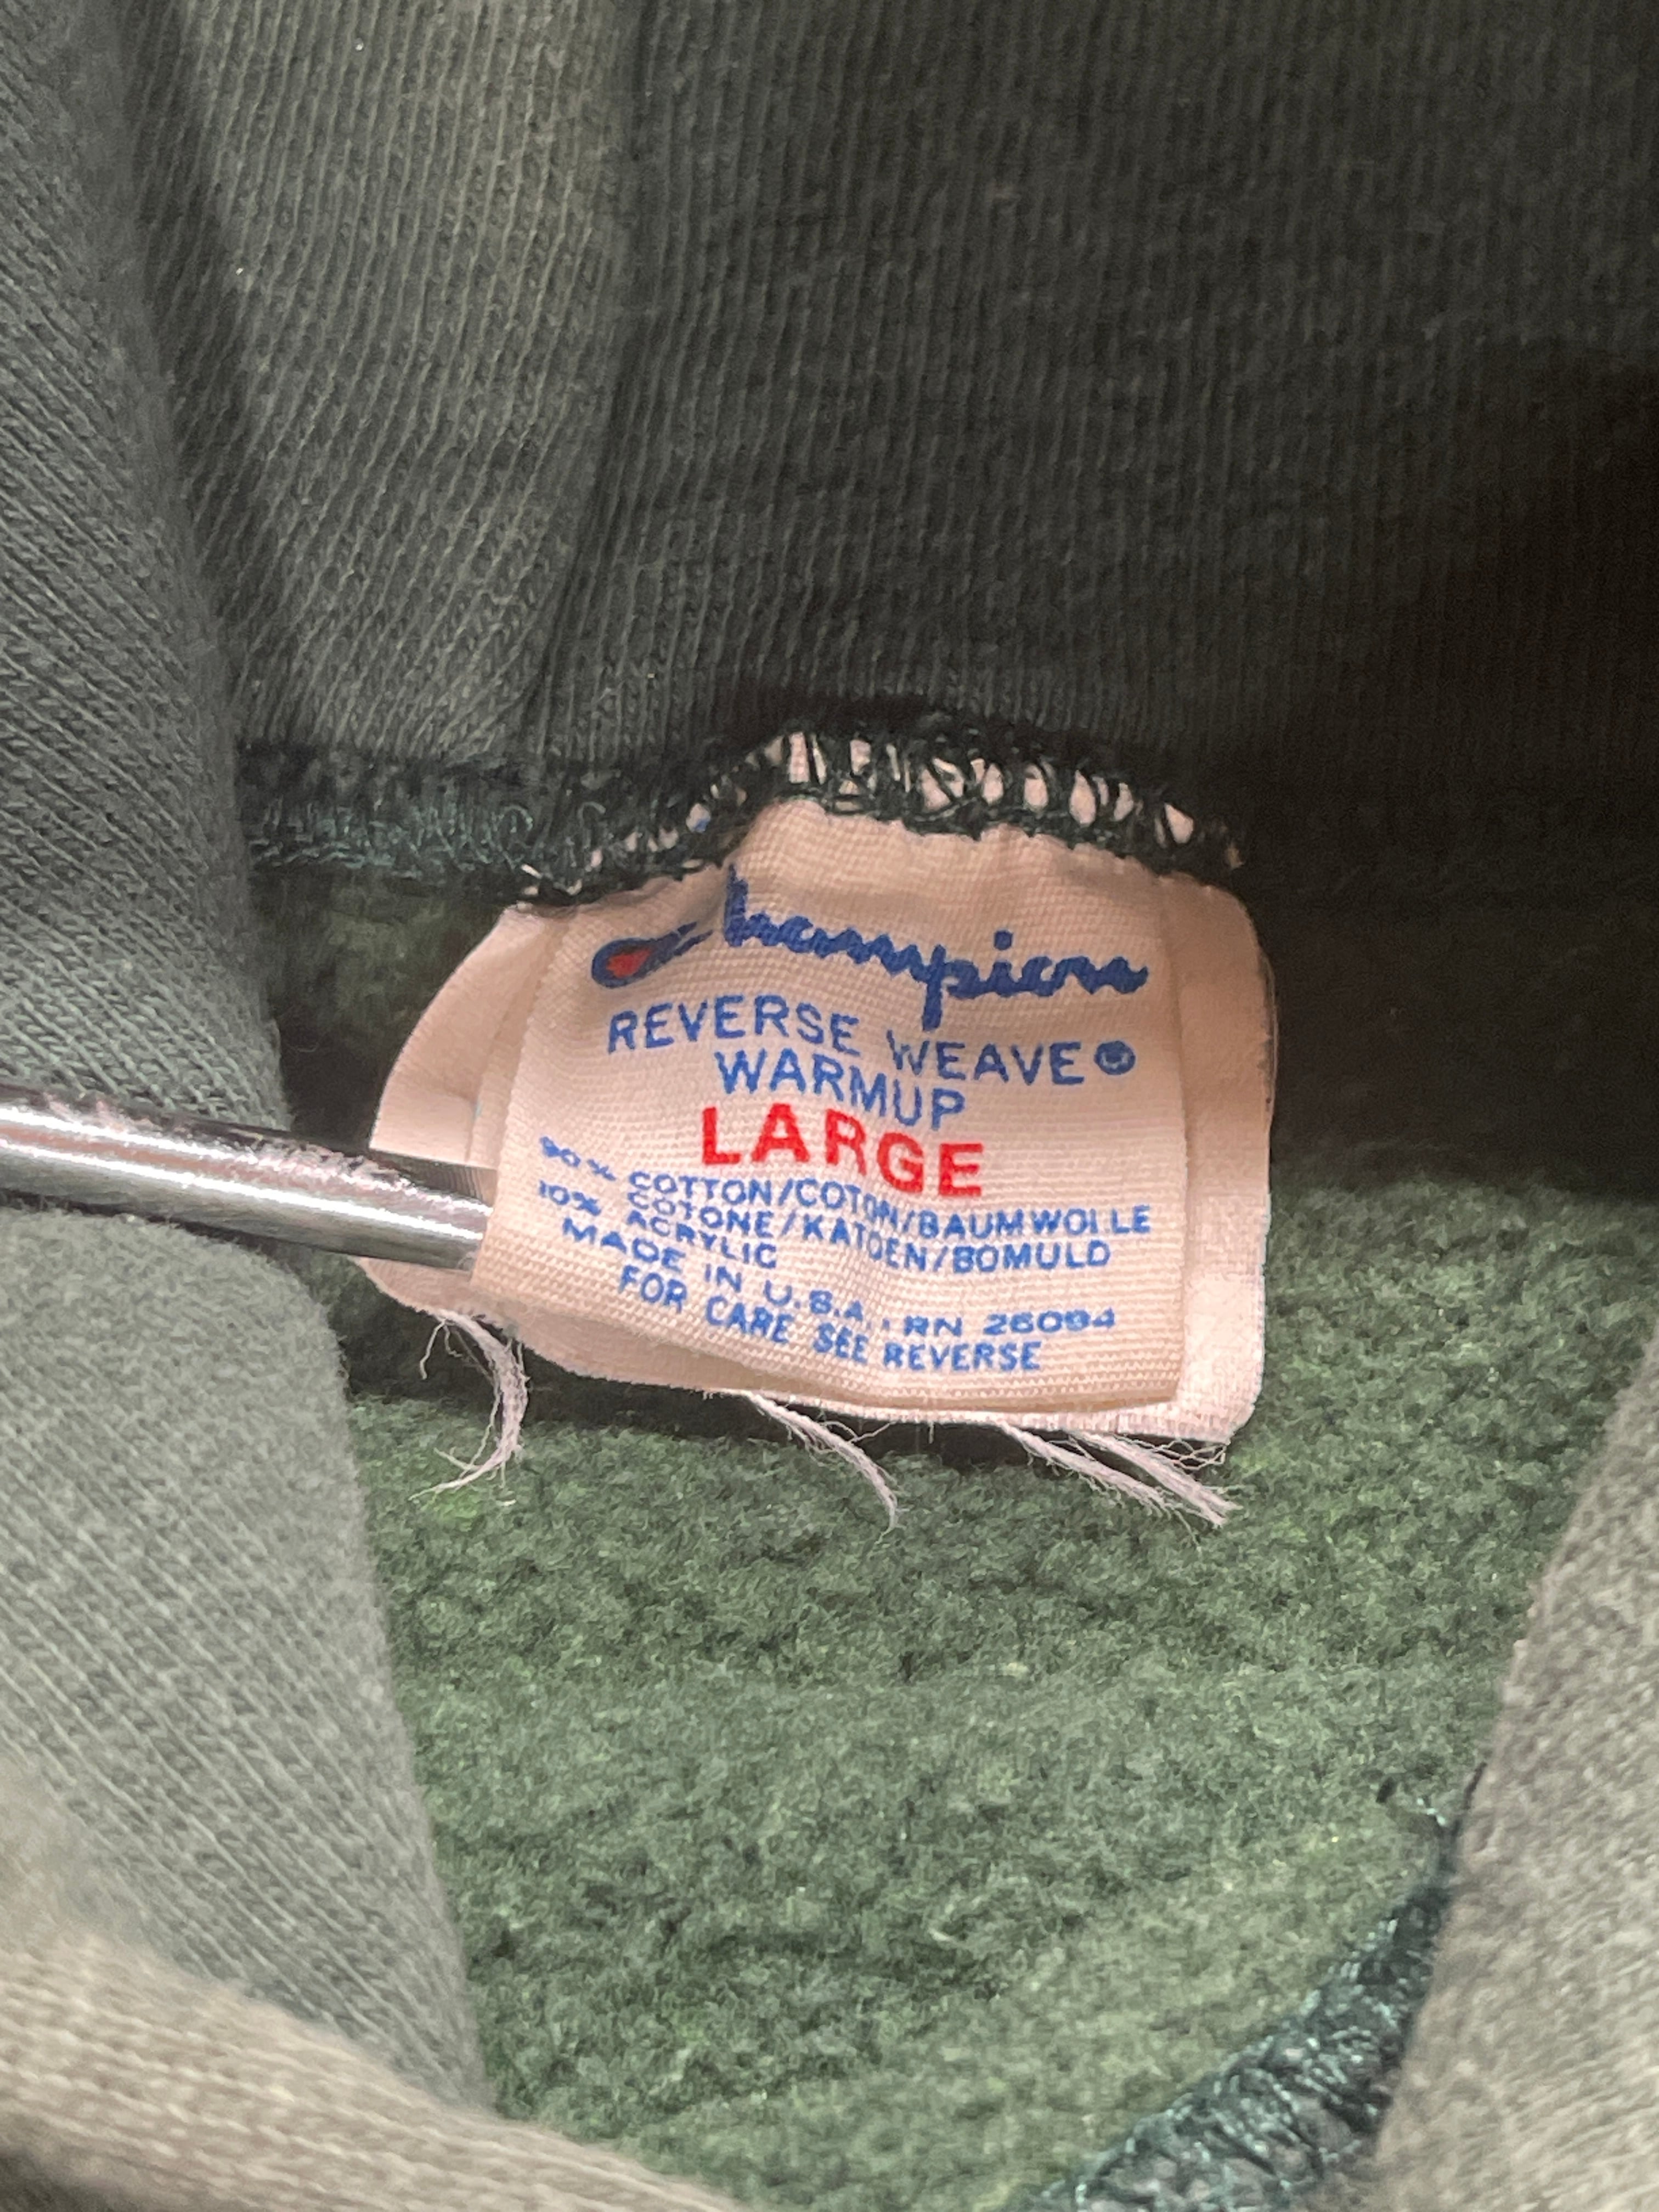 Champion
REVERSE WEAVE®
WARMUP
LARGE
90% COTTON/COTON/BAUMWOLLE
COTONE/KATOEN/BOMULD
10% ACRYLIC
MADE IN U.S.A. . RN 26094
FOR CARE SEE REVERSE